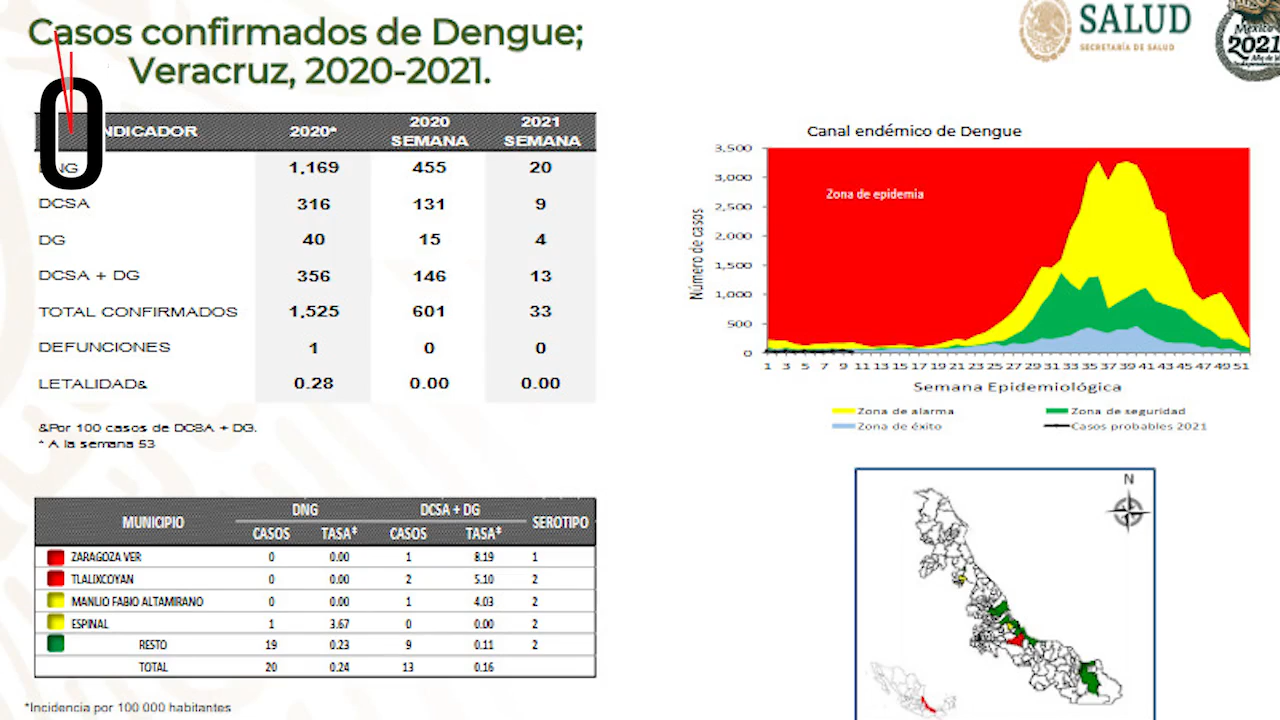 Casos confirmados de Dengue;
Veracruz, 2020-2021.
SALUD
SECRETARÍA DE SALUD
México
2021
0
NDICADOR 2020* 2020 SEMANA 2021 SEMANA
NG 1,169 455 20
DCSA 316 131 9
DG 40 15 4
DCSA + DG 356 146 13
TOTAL CONFIRMADOS 1,525 601 33
DEFUNCIONES 1 0 0
LETALIDAD& 0.28 0.00 0.00
&Por 100 casos de DCSA + DG.
* A la semana 53
Canal endémico de Dengue
Número de casos
3,500
3,000
2,500
2,000
1,500
1,000
500
0
Zona de epidemia
1 3 5 7 9 11 13 15 17 19 21 23 25 27 29 31 33 35 37 39 41 43 45 47 49 51
Semana Epidemiológica
Zona de alarma Zona de seguridad
Zona de éxito Casos probables 2021
MUNICIPIO DNG DCSA + DG SEROTIPO
CASOS TASA‡ CASOS TASA‡
ZARAGOZA VER 0 0.00 1 8.19 1
TLALIXCOYAN 0 0.00 2 5.10 2
MANLIO FABIO ALTAMIRANO 0 0.00 1 4.03 2
ESPINAL 1 3.67 0 0.00 2
RESTO 19 0.23 9 0.11 2
TOTAL 20 0.24 13 0.16
*Incidencia por 100 000 habitantes
N